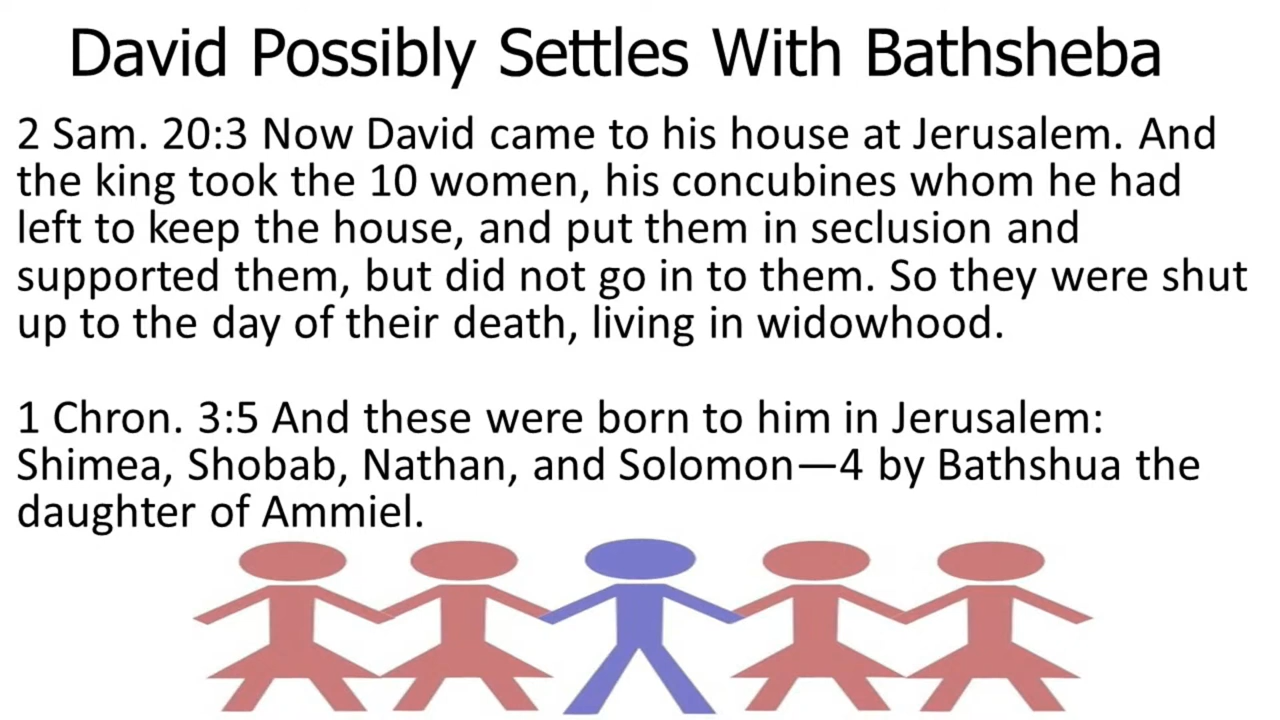 David Possibly Settles With Bathsheba
2 Sam. 20:3 Now David came to his house at Jerusalem. And
the king took the 10 women, his concubines whom he had
left to keep the house, and put them in seclusion and
supported them, but did not go in to them. So they were shut
up to the day of their death, living in widowhood.
1 Chron. 3:5 And these were born to him in Jerusalem:
Shimea, Shobab, Nathan, and Solomon—4 by Bathshua the
daughter of Ammiel.